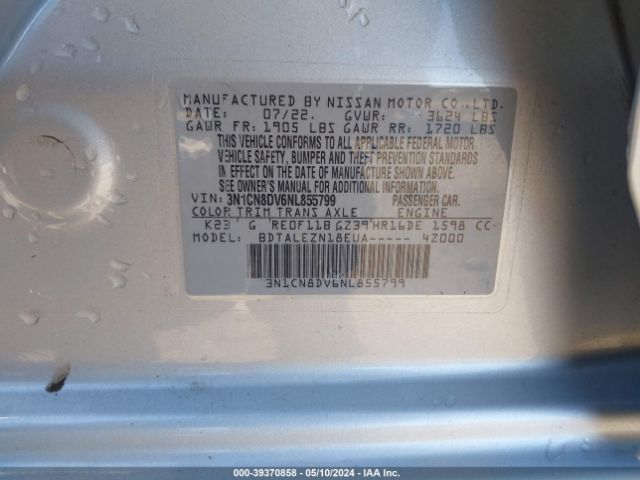 MANUFACTURED BY NISSAN MOTOR CO., LTD.
DATE: 07/22. GVWR: 3624 LBS
GAWR FR: 1905 LBS GAWR RR: 1720 LBS
THIS VEHICLE CONFORMS TO ALL APPLICABLE FEDERAL MOTOR
VEHICLE SAFETY, BUMPER AND THEFT PREVENTION STANDARDS
IN EFFECT ON THE DATE OF MANUFACTURE SHOWN ABOVE.
SEE OWNER'S MANUAL FOR ADDITIONAL INFORMATION.
VIN: 3N1CN8DV6NL855799 PASSENGER CAR.
COLOR TRIM TRANS AXLE ENGINE
K23 G RE0F11B GZ39 HR16DE 1598 CC
BDTALEZN18EUA----- 4Z000
3N1CN8DV6NL855799
000-39370858 - 05/10/2024 - IAA Inc.